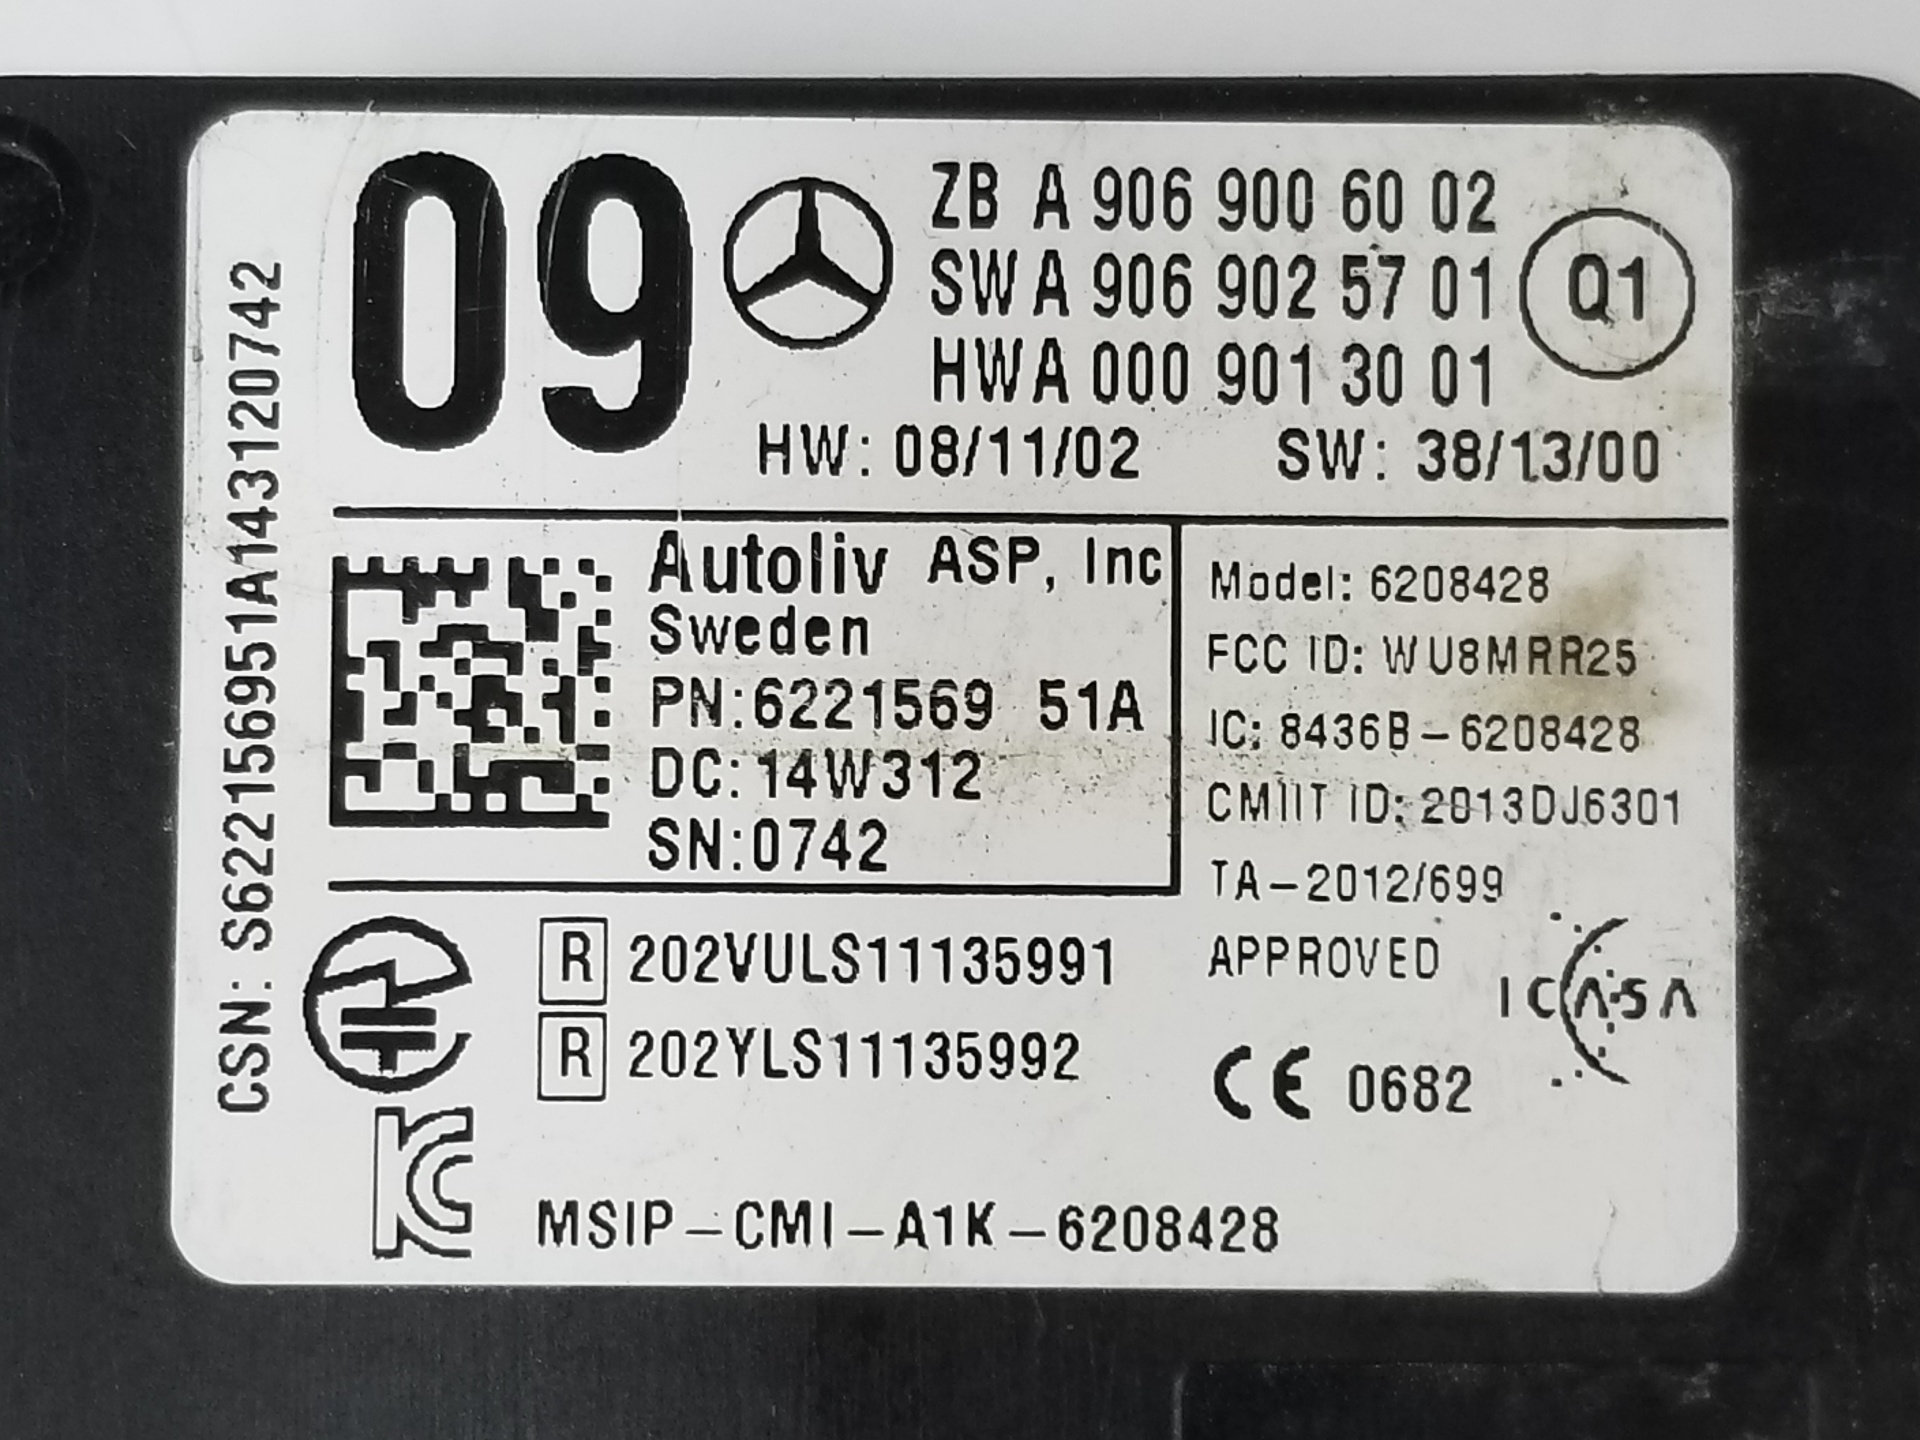 09
ZB A 906 900 60 02
SW A 906 902 57 01
HW A 000 901 30 01
Q1
HW: 08/11/02 SW: 38/13/00
CSN: S622156951A143120742
Autoliv ASP, Inc
Sweden
PN:6221569 51A
DC:14W312
SN:0742
Model: 6208428
FCC ID: WU8MRR25
IC: 8436B-6208428
CMIIT ID: 2013DJ6301
TA-2012/699
APPROVED
ICASA
R 202VULS11135991
R 202YLS11135992
CE 0682
KC
MSIP-CMI-A1K-6208428